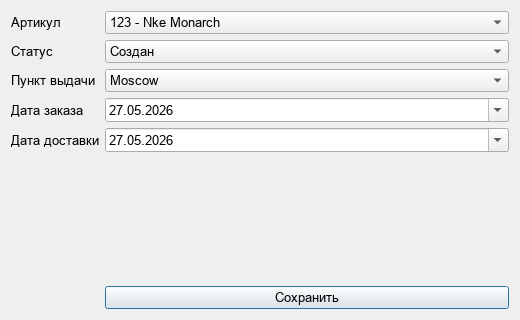 Артикул 123 - Nke Monarch
Статус Создан
Пункт выдачи Moscow
Дата заказа 27.05.2026
Дата доставки 27.05.2026
Сохранить